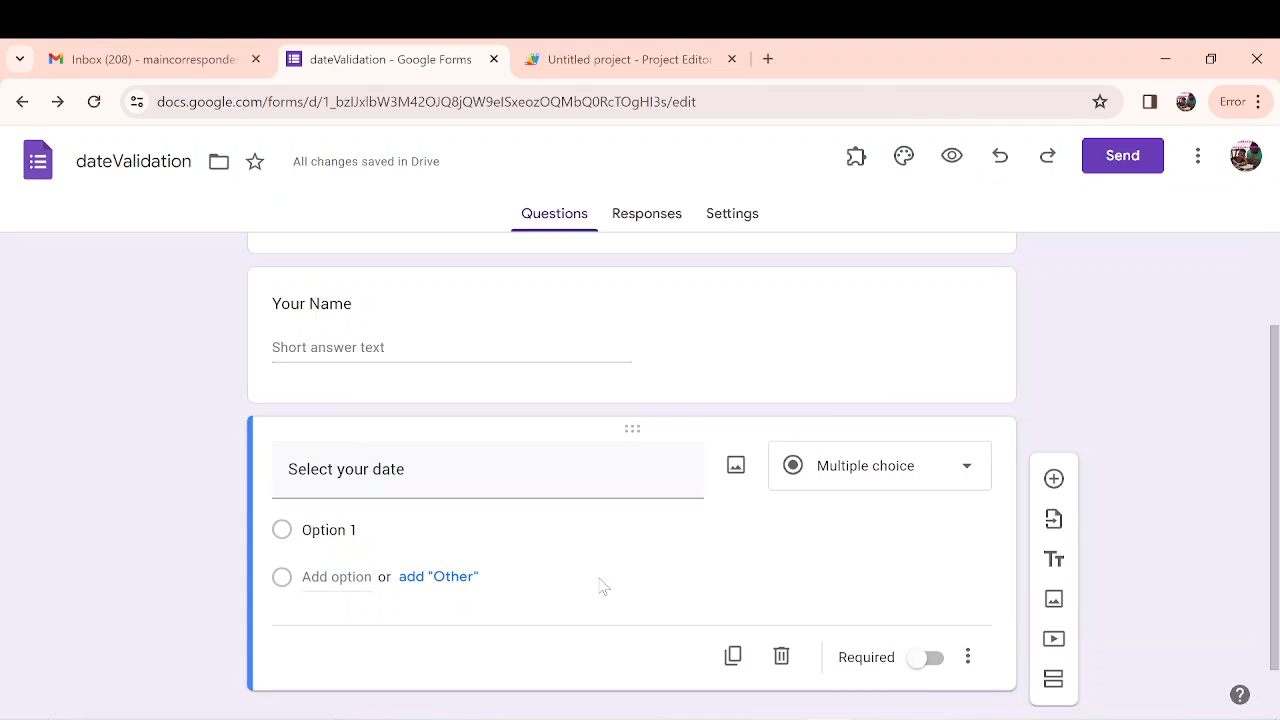 Inbox (208) - maincorresponde
dateValidation - Google Forms
Untitled project - Project Editor
docs.google.com/forms/d/1_bzlJxlbW3M42OJQ8jQW9eISxeozOQMbQ0RcTOgHI3s/edit
Error
dateValidation
All changes saved in Drive
Send
Questions
Responses
Settings
Your Name
Short answer text
Select your date
Multiple choice
Option 1
Add option or add "Other"
Required